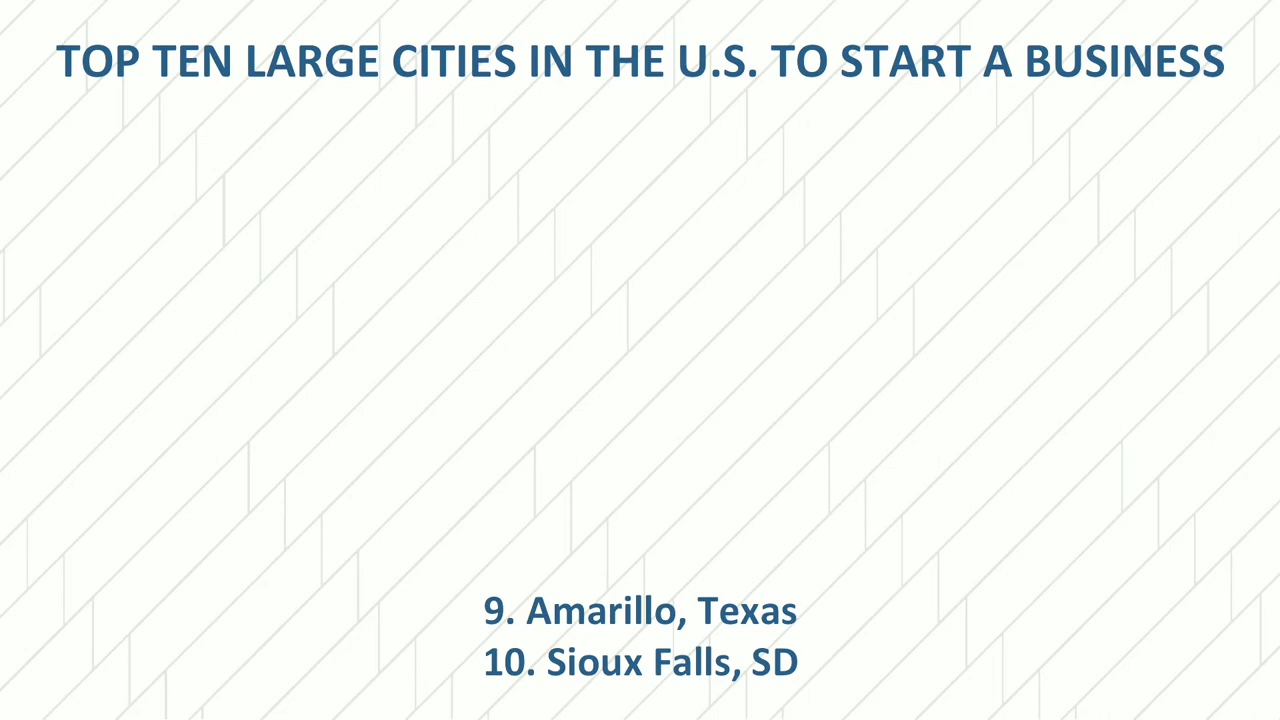 TOP TEN LARGE CITIES IN THE U.S. TO START A BUSINESS
9. Amarillo, Texas
10. Sioux Falls, SD